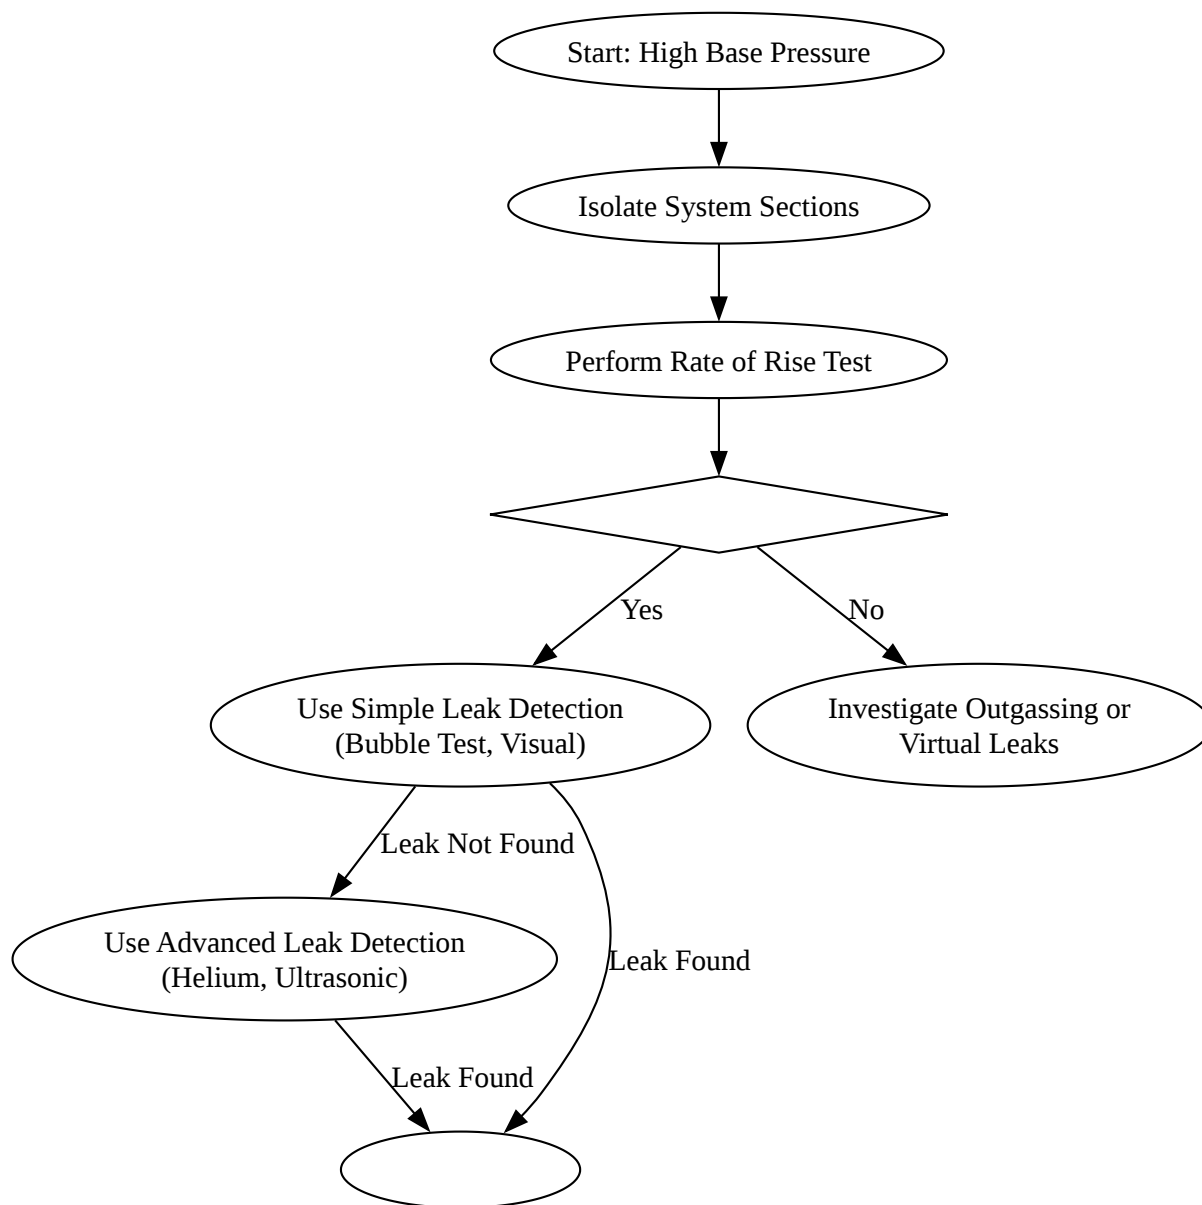 Start: High Base Pressure
Isolate System Sections
Perform Rate of Rise Test
Yes
No
Use Simple Leak Detection
(Bubble Test, Visual)
Investigate Outgassing or
Virtual Leaks
Leak Not Found
Use Advanced Leak Detection
(Helium, Ultrasonic)
Leak Found
Leak Found